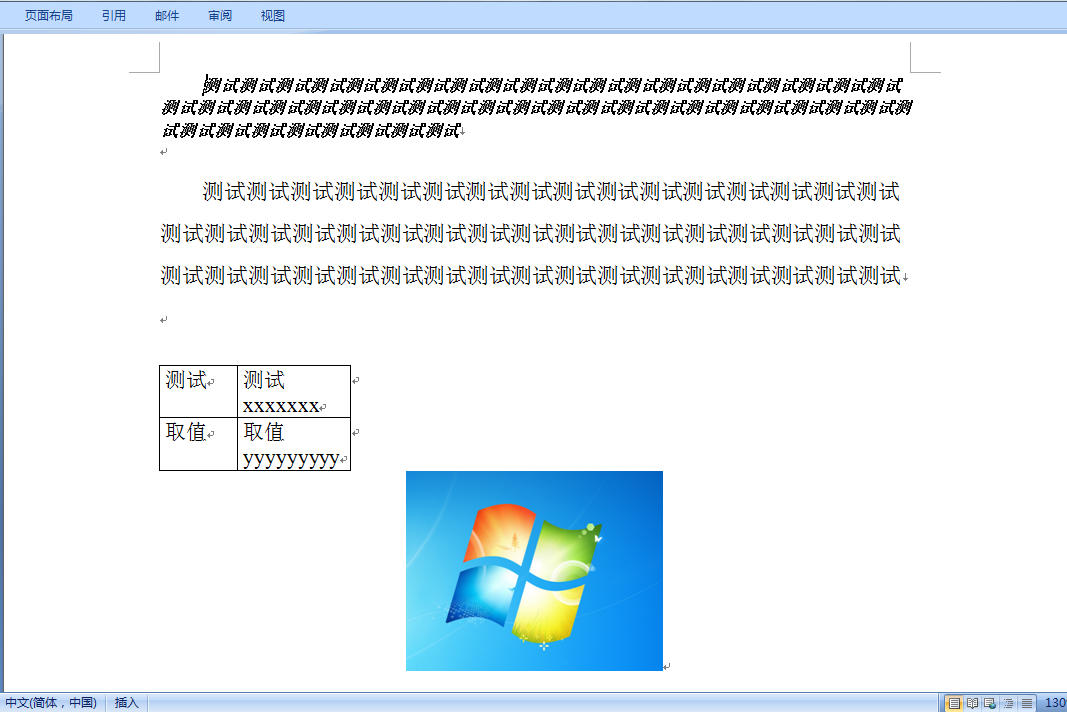 页面布局 引用 邮件 审阅 视图
测试测试测试测试测试测试测试测试测试测试测试测试测试测试测试测试测试测试测试测试
测试测试测试测试测试测试测试测试测试测试测试测试测试测试测试测试测试测试测试测试测试测
试测试测试测试测试测试测试测试测试
测试测试测试测试测试测试测试测试测试测试测试测试测试测试测试测试
测试测试测试测试测试测试测试测试测试测试测试测试测试测试测试测试测试
测试测试测试测试测试测试测试测试测试测试测试测试测试测试测试测试测试
测试 测试
xxxxxxx
取值 取值
yyyyyyyyy
中文(简体，中国) 插入 130